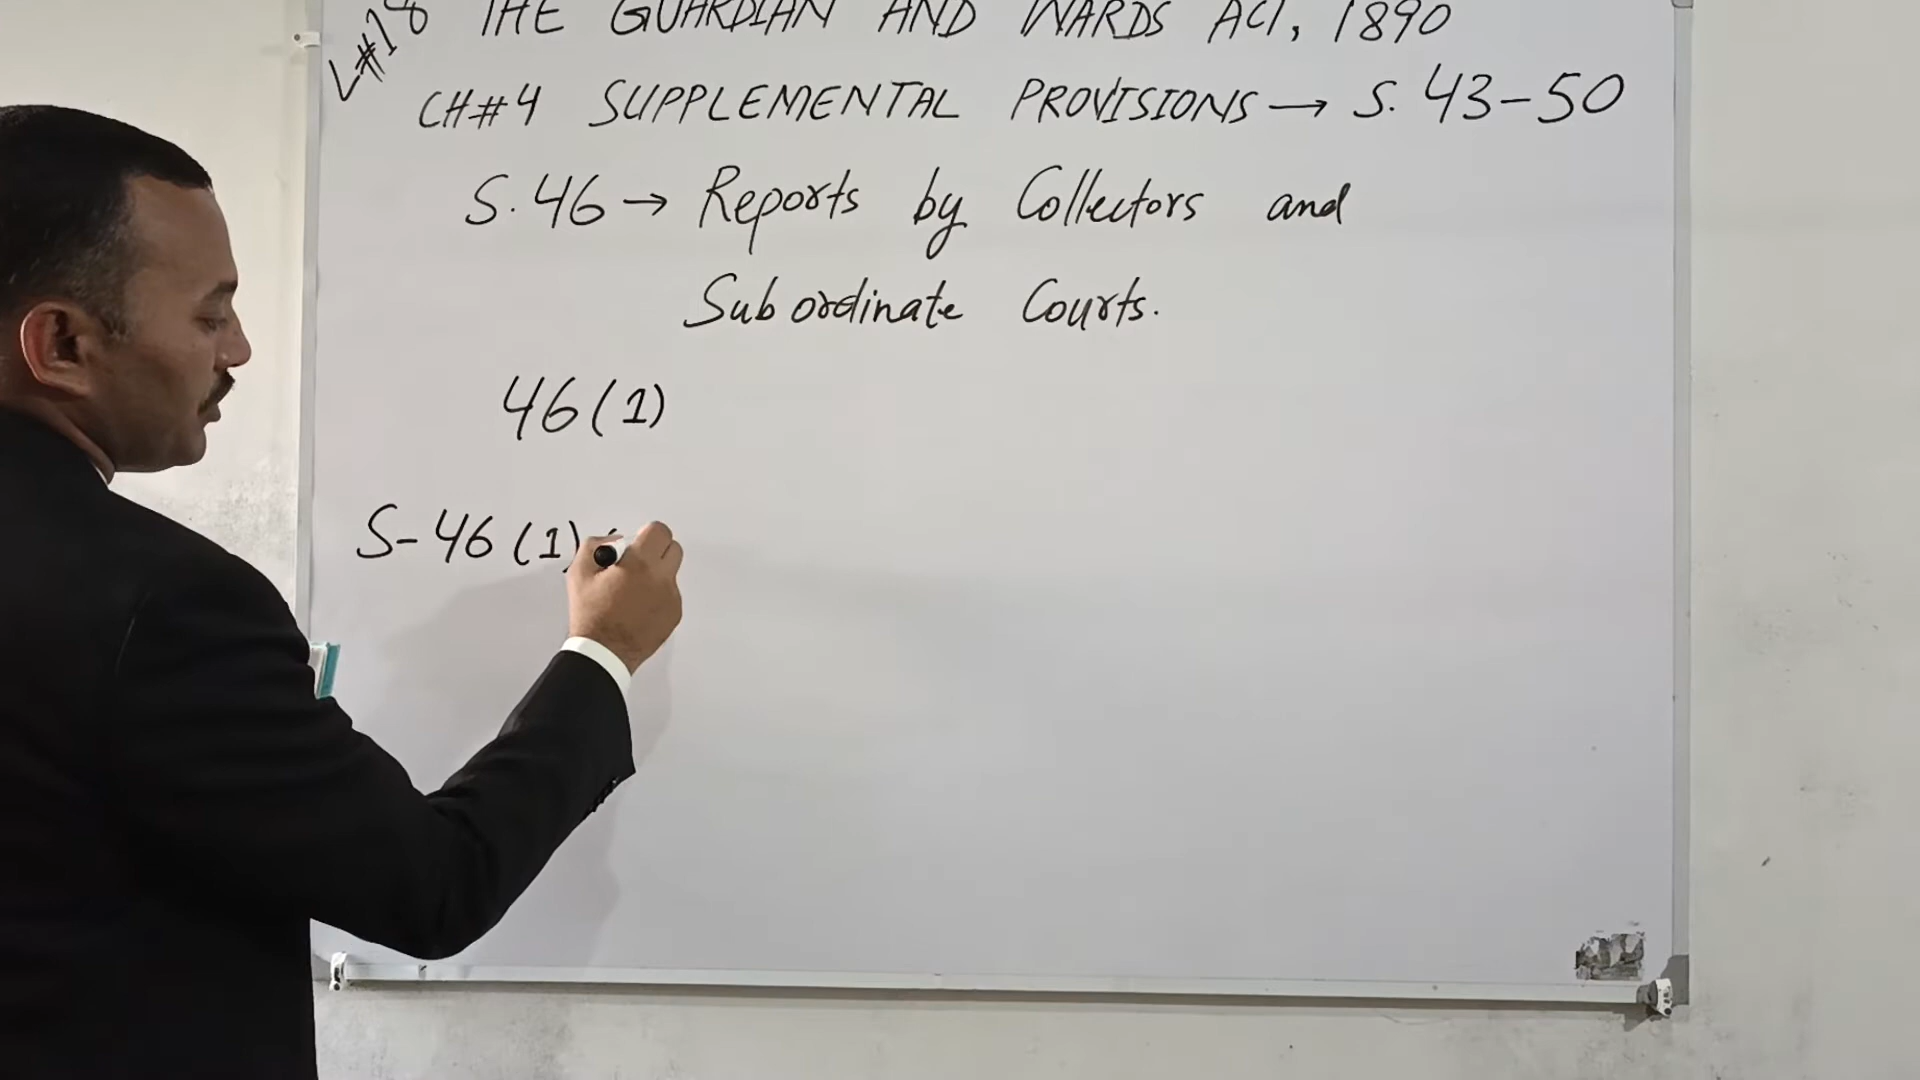 L#18 THE GUARDIAN AND WARDS ACT, 1890
CH#4 SUPPLEMENTAL PROVISIONS → S. 43-50
S. 46 → Reports by Collectors and
Subordinate Courts.
46(1)
S-46 (1)